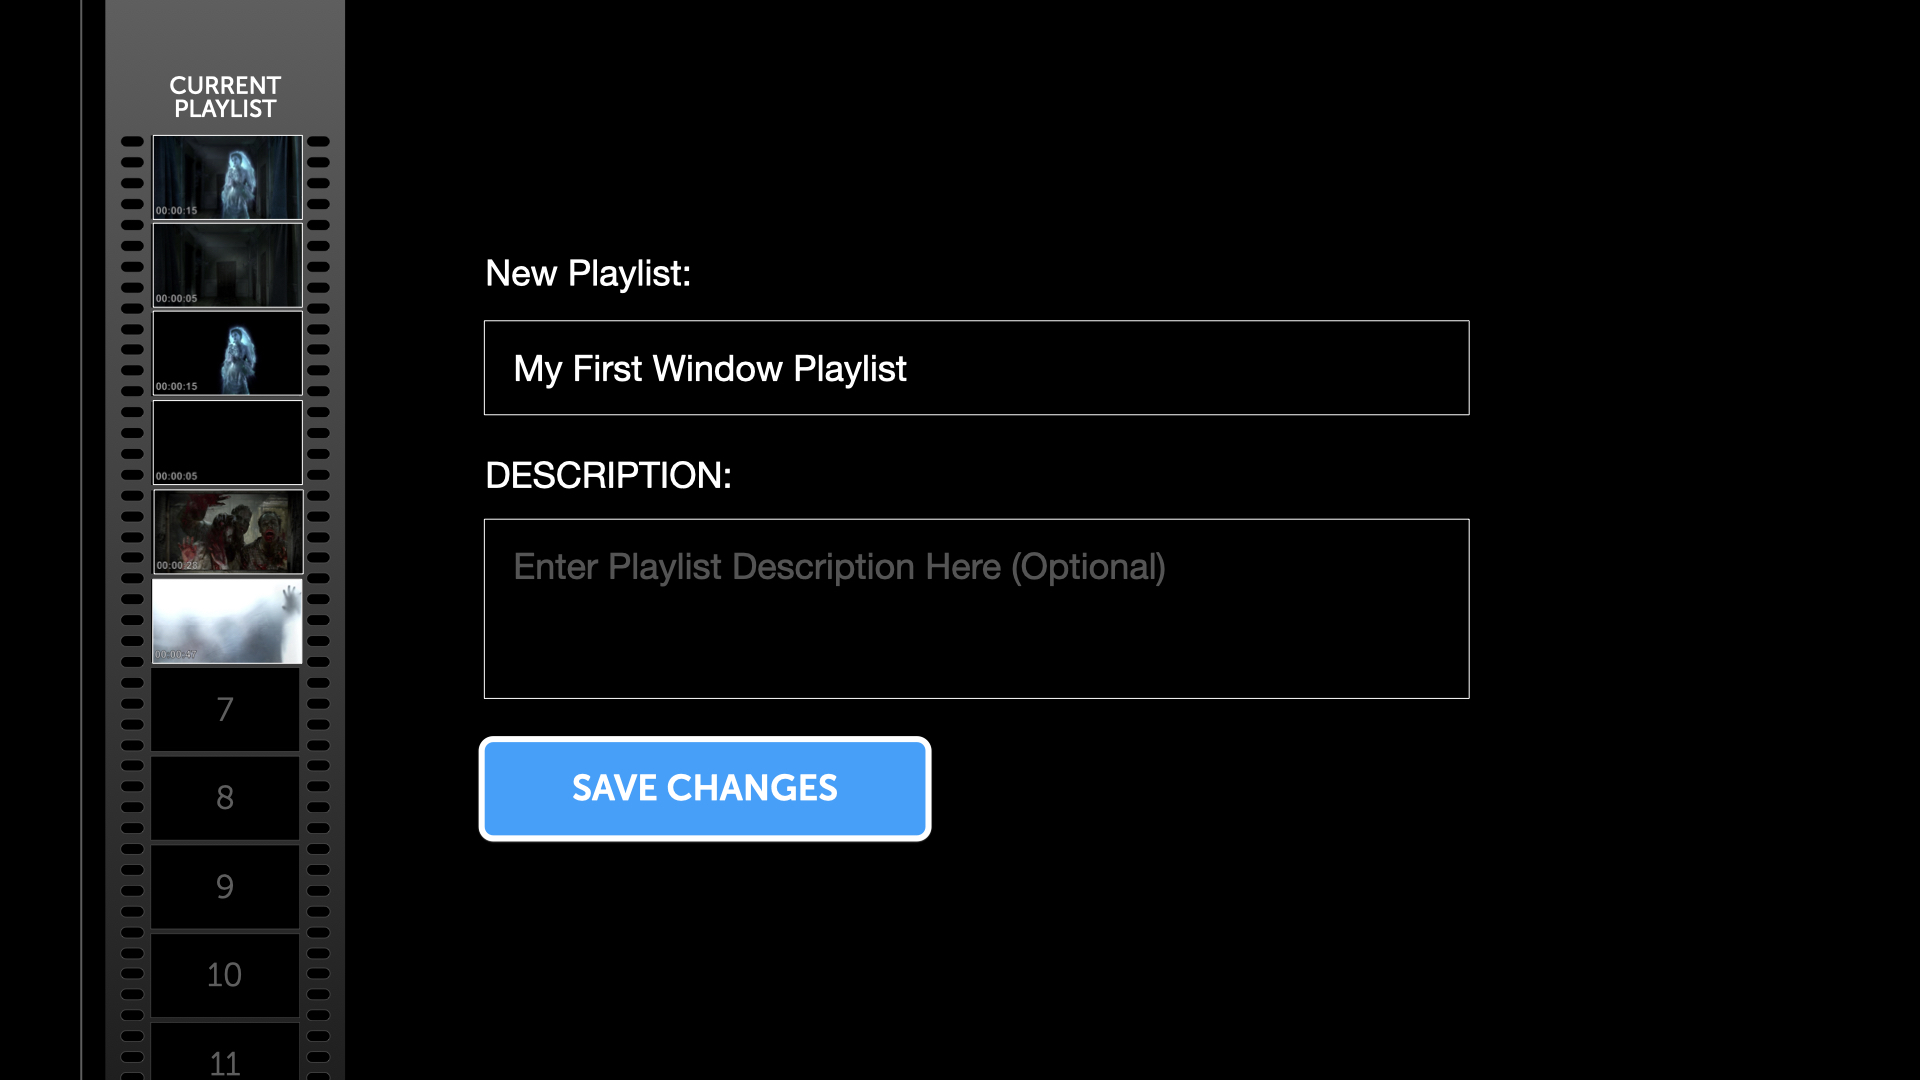 CURRENT
PLAYLIST
00:00:15
00:00:05
00:00:15
00:00:05
00:00:28
00:00:47
7
8
9
10
11
New Playlist:
My First Window Playlist
DESCRIPTION:
Enter Playlist Description Here (Optional)
SAVE CHANGES